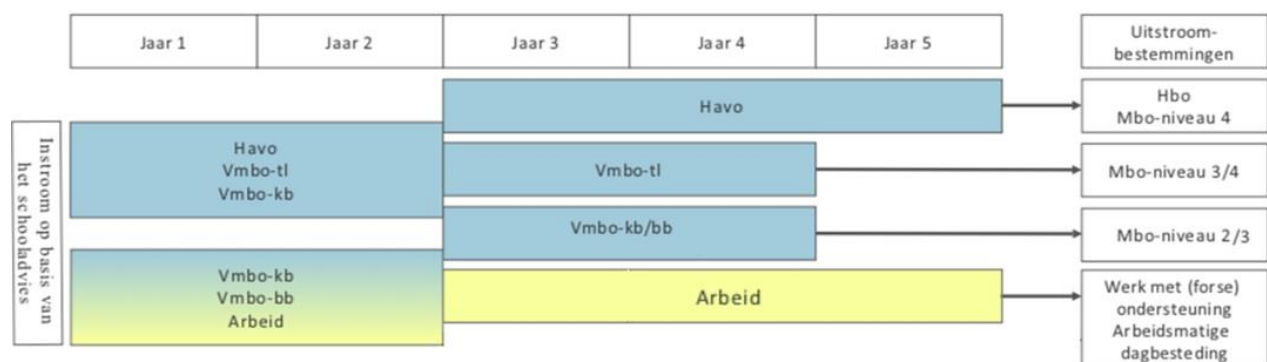 Jaar 1
Jaar 2
Jaar 3
Jaar 4
Jaar 5
Uitstroom-
bestemmingen
Instroom op basis van
het schooladvies
Havo
Vmbo-tl
Vmbo-kb
Vmbo-kb
Vmbo-bb
Arbeid
Havo
Hbo
Mbo-niveau 4
Vmbo-tl
Mbo-niveau 3/4
Vmbo-kb/bb
Mbo-niveau 2/3
Arbeid
Werk met (forse)
ondersteuning
Arbeidsmatige
dagbesteding